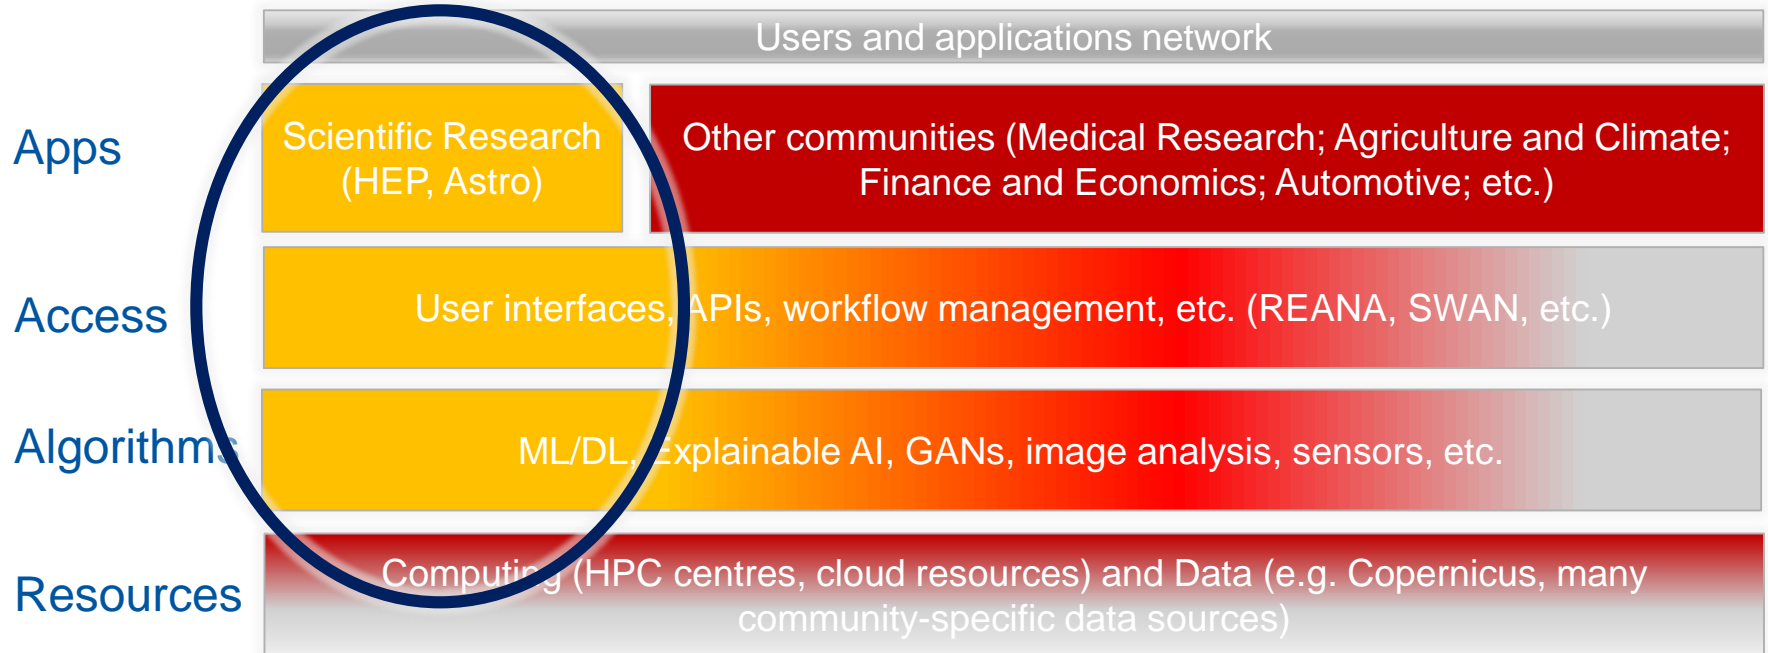 Users and applications network
Apps
Scientific Research
(HEP, Astro)
Other communities (Medical Research; Agriculture and Climate;
Finance and Economics; Automotive; etc.)
Access
User interfaces, APIs, workflow management, etc. (REANA, SWAN, etc.)
Algorithms
ML/DL, Explainable AI, GANs, image analysis, sensors, etc.
Resources
Computing (HPC centres, cloud resources) and Data (e.g. Copernicus, many
community-specific data sources)